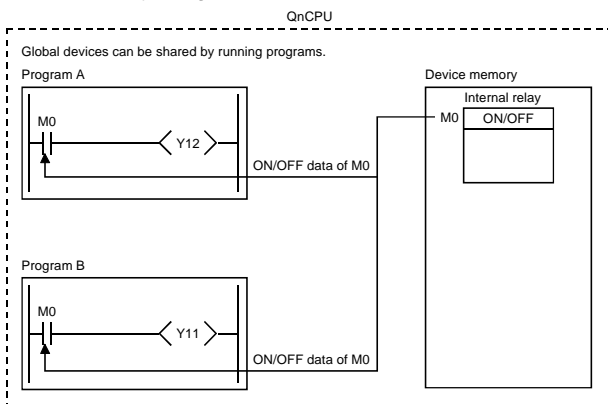 QnCPU
Global devices can be shared by running programs.
Program A
M0
Y12
ON/OFF data of M0
Program B
M0
Y11
ON/OFF data of M0
Device memory
Internal relay
M0 ON/OFF